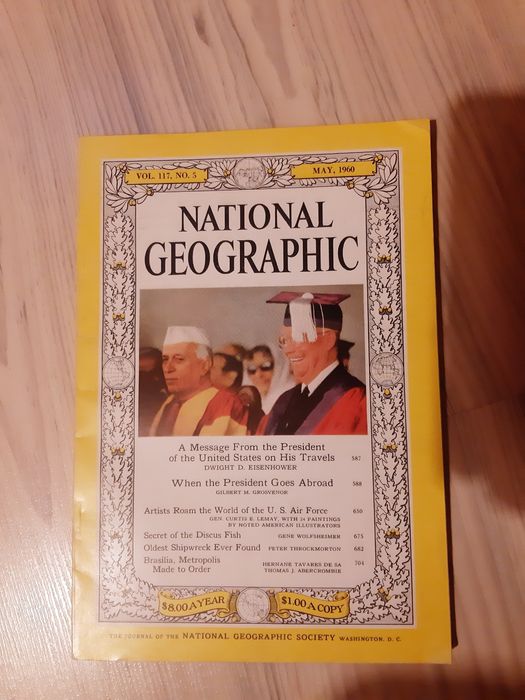 VOL. 117, NO. 5
MAY, 1960
NATIONAL
GEOGRAPHIC
A Message From the President
of the United States on His Travels 587
DWIGHT D. EISENHOWER
When the President Goes Abroad 588
GILBERT M. GROSVENOR
Artists Roam the World of the U. S. Air Force 650
GEN. CURTIS E. LEMAY, WITH 24 PAINTINGS
BY NOTED AMERICAN ILLUSTRATORS
Secret of the Discus Fish GENE WOLFSHEIMER 675
Oldest Shipwreck Ever Found PETER THROCKMORTON 682
Brasília, Metropolis HERNANE TAVARES DE SA 704
Made to Order THOMAS J. ABERCROMBIE
$8.00 A YEAR
$1.00 A COPY
THE JOURNAL OF THE NATIONAL GEOGRAPHIC SOCIETY WASHINGTON, D. C.